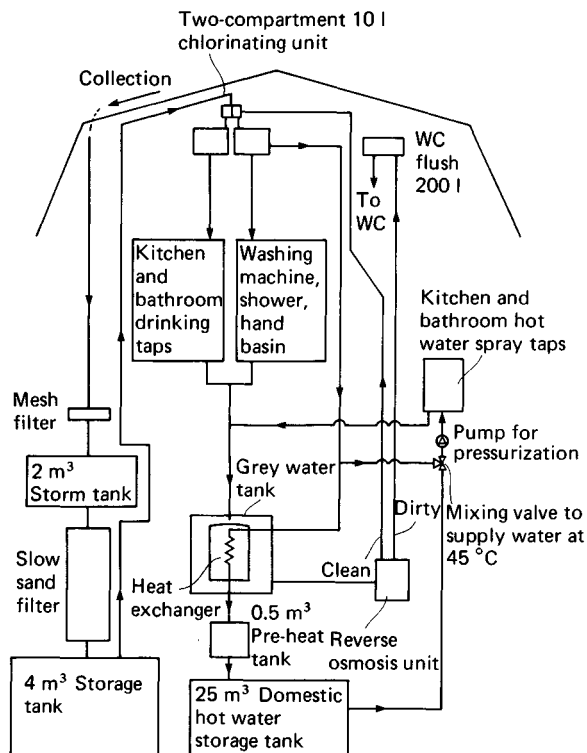 Two-compartment 10 l
chlorinating unit
Collection
WC
flush
200 l
To
WC
Kitchen
and
bathroom
drinking
taps
Washing
machine,
shower,
hand
basin
Kitchen and
bathroom hot
water spray taps
Mesh
filter
Pump for
pressurization
2 m³
Storm tank
Grey water
tank
Dirty
Mixing valve to
supply water at
45 °C
Clean
Slow
sand
filter
Heat
exchanger
0.5 m³
Pre-heat
tank
Reverse
osmosis unit
4 m³ Storage
tank
25 m³ Domestic
hot water
storage tank